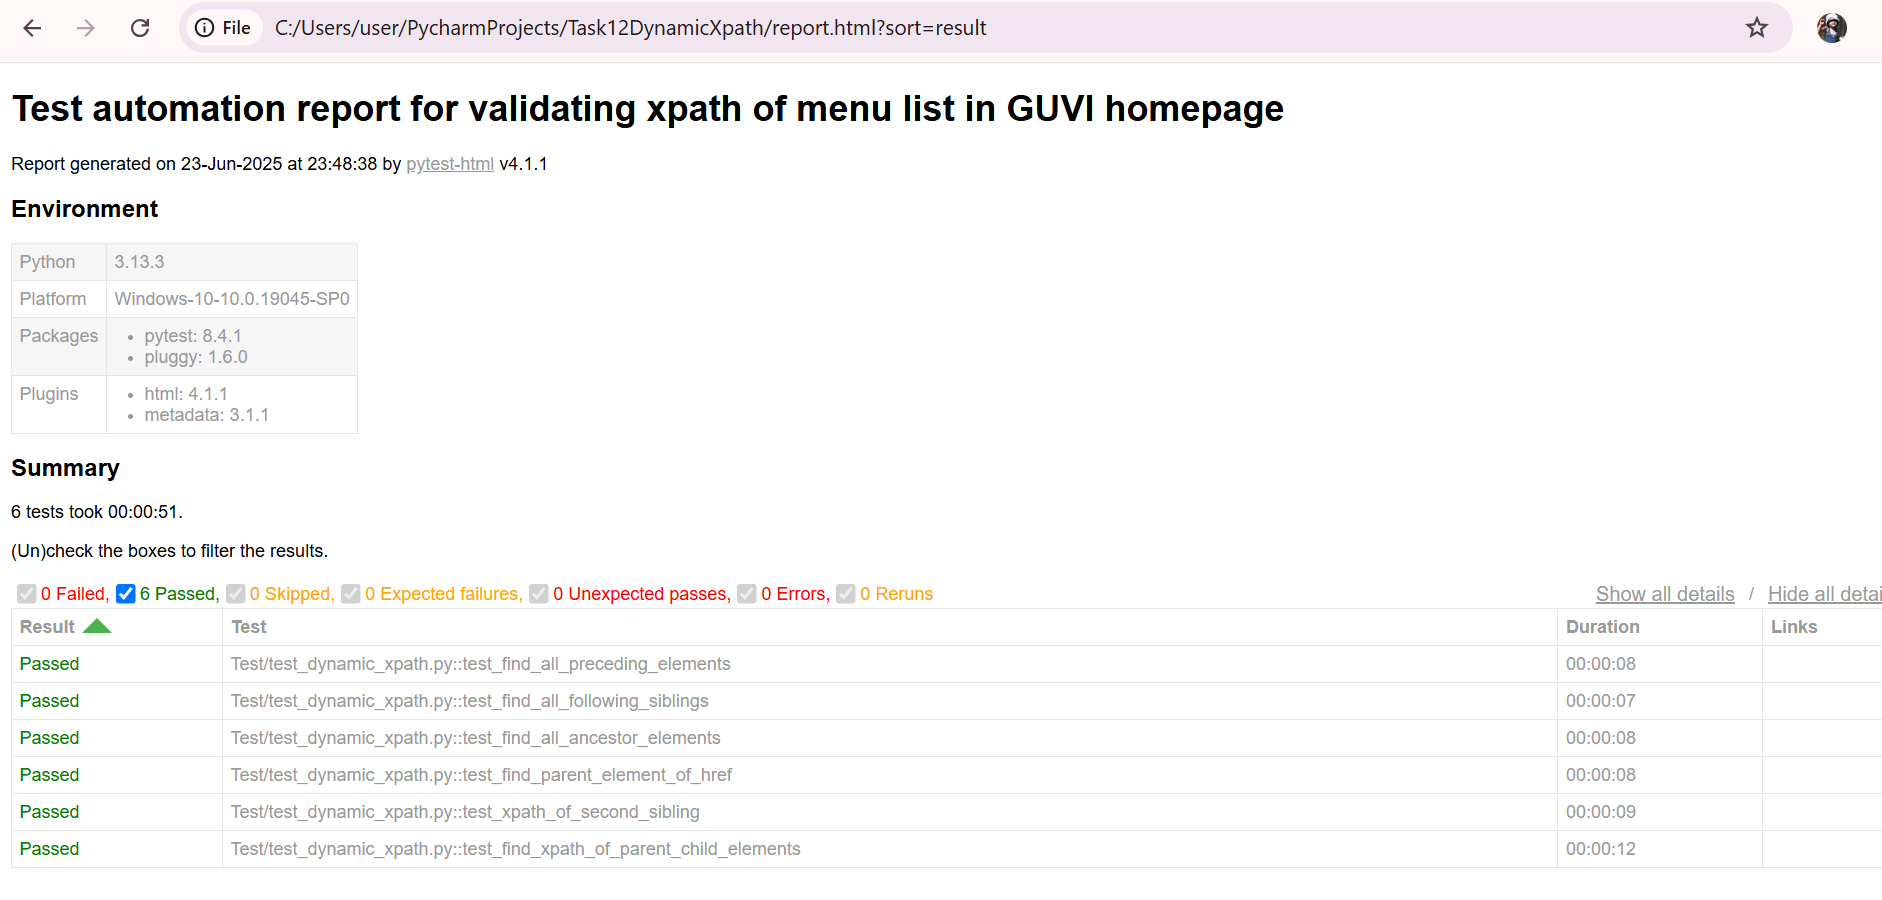 File C:/Users/user/PycharmProjects/Task12DynamicXpath/report.html?sort=result
Test automation report for validating xpath of menu list in GUVI homepage
Report generated on 23-Jun-2025 at 23:48:38 by pytest-html v4.1.1
Environment
Python 3.13.3
Platform Windows-10-10.0.19045-SP0
Packages • pytest: 8.4.1
• pluggy: 1.6.0
Plugins • html: 4.1.1
• metadata: 3.1.1
Summary
6 tests took 00:00:51.
(Un)check the boxes to filter the results.
0 Failed, 6 Passed, 0 Skipped, 0 Expected failures, 0 Unexpected passes, 0 Errors, 0 Reruns Show all details / Hide all detai
Result Test Duration Links
Passed Test/test_dynamic_xpath.py::test_find_all_preceding_elements 00:00:08
Passed Test/test_dynamic_xpath.py::test_find_all_following_siblings 00:00:07
Passed Test/test_dynamic_xpath.py::test_find_all_ancestor_elements 00:00:08
Passed Test/test_dynamic_xpath.py::test_find_parent_element_of_href 00:00:08
Passed Test/test_dynamic_xpath.py::test_xpath_of_second_sibling 00:00:09
Passed Test/test_dynamic_xpath.py::test_find_xpath_of_parent_child_elements 00:00:12